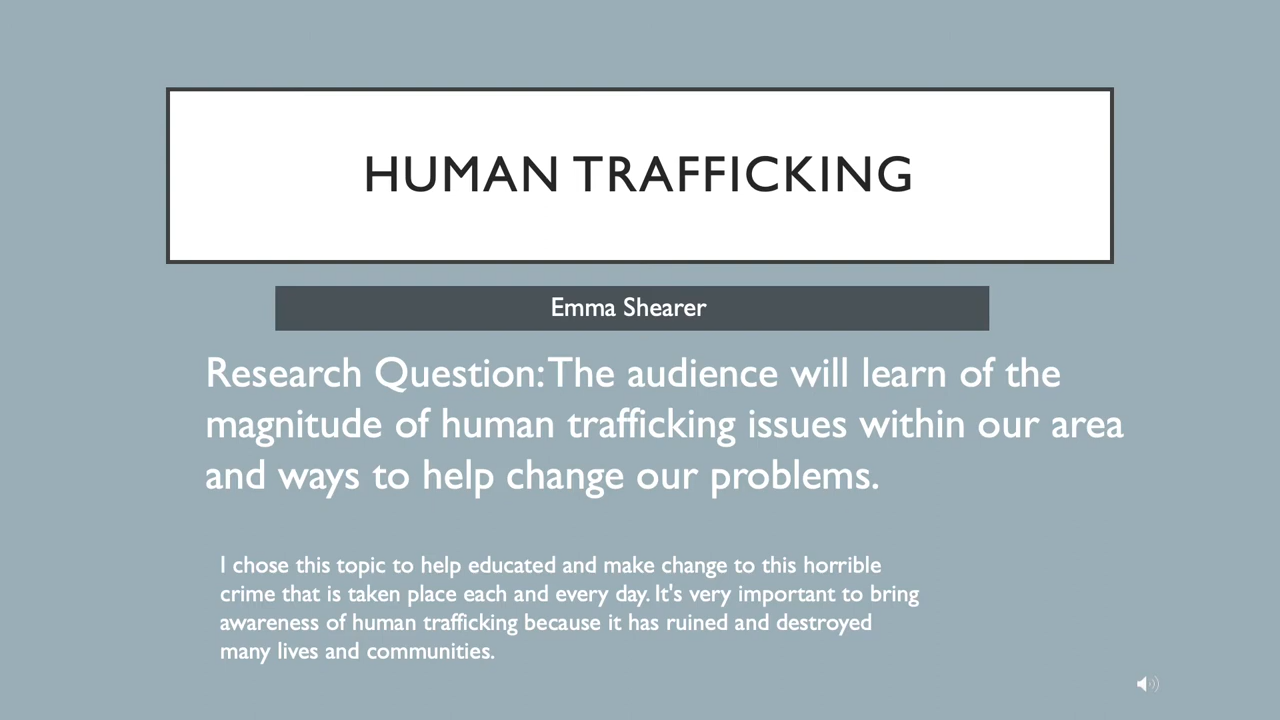 HUMAN TRAFFICKING
Emma Shearer
Research Question: The audience will learn of the
magnitude of human trafficking issues within our area
and ways to help change our problems.
I chose this topic to help educated and make change to this horrible
crime that is taken place each and every day. It's very important to bring
awareness of human trafficking because it has ruined and destroyed
many lives and communities.